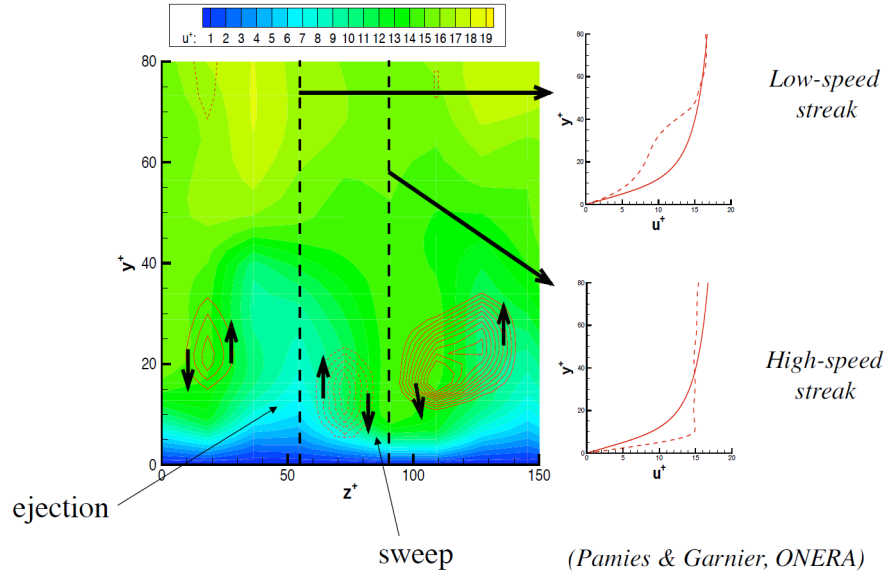 u⁺: 1 2 3 4 5 6 7 8 9 10 11 12 13 14 15 16 17 18 19
80
60
40
20
0
y⁺
0 50 100 150
z⁺
ejection
sweep
80
60
40
20
0
y⁺
0 5 10 15 20
u⁺
Low-speed
streak
80
60
40
20
0
y⁺
0 5 10 15 20
u⁺
High-speed
streak
(Pamies & Garnier, ONERA)